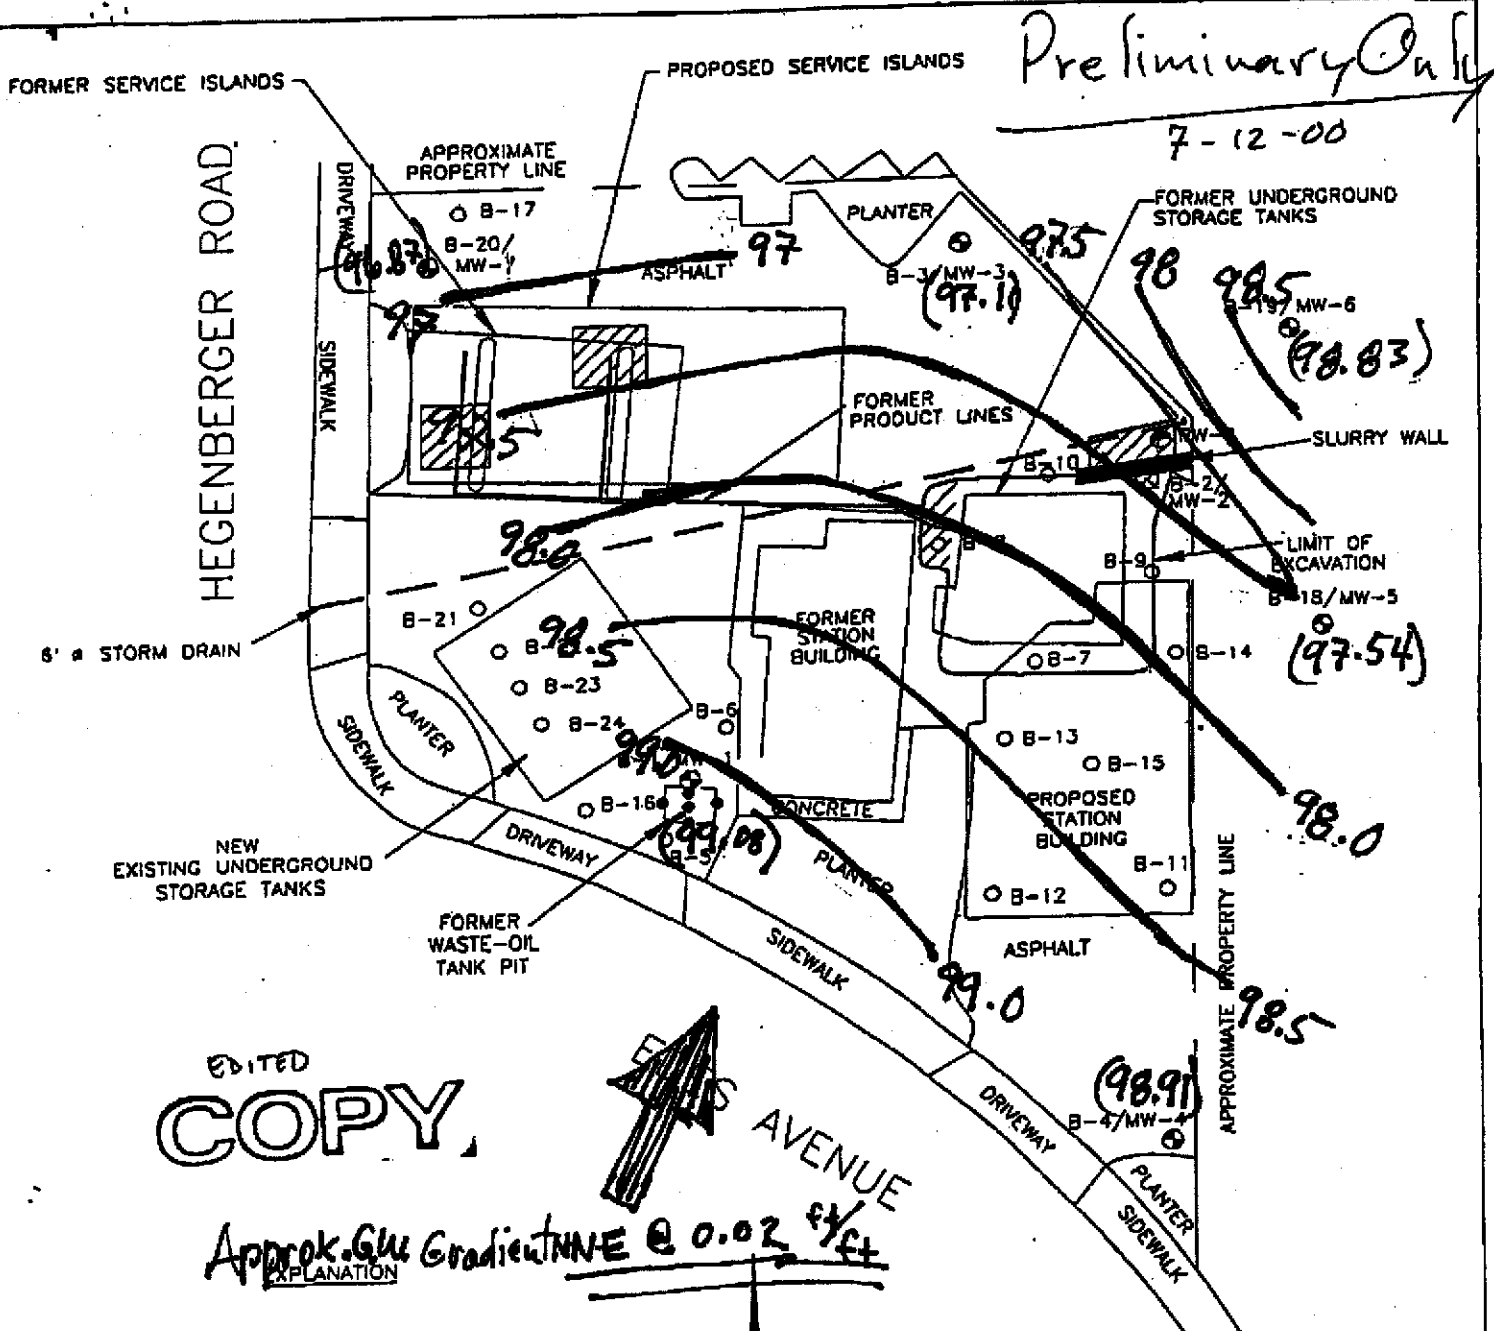 Preliminary Only
7-12-00
FORMER SERVICE ISLANDS
PROPOSED SERVICE ISLANDS
HEGENBERGER ROAD
DRIVEWAY
APPROXIMATE
PROPERTY LINE
B-17
B-20/
MW-
(96.87)
97
ASPHALT
97
PLANTER
B-3/MW-3
(97.1)
97.5
98
98.5
FORMER UNDERGROUND
STORAGE TANKS
B-19/MW-6
(98.83)
SIDEWALK
FORMER
PRODUCT LINES
SLURRY WALL
B-10
B-2/
MW-2
98.0
B-9
LIMIT OF
EXCAVATION
B-18/MW-5
(97.54)
B-21
6' ø STORM DRAIN
98.5
B-23
B-24
FORMER
STATION
BUILDING
B-7
B-14
PLANTER
SIDEWALK
B-6
99.0
B-13
B-15
B-16
(99.08)
B-5
CONCRETE
PLANTER
PROPOSED
STATION
BUILDING
98.0
B-11
B-12
DRIVEWAY
NEW
EXISTING UNDERGROUND
STORAGE TANKS
FORMER
WASTE-OIL
TANK PIT
SIDEWALK
ASPHALT
99.0
98.5
APPROXIMATE PROPERTY LINE
EDITED
COPY
AVENUE
(98.91)
B-4/MW-4
DRIVEWAY
PLANTER
SIDEWALK
Approx. GW Gradient NNE @ 0.02 ft/ft
EXPLANATION